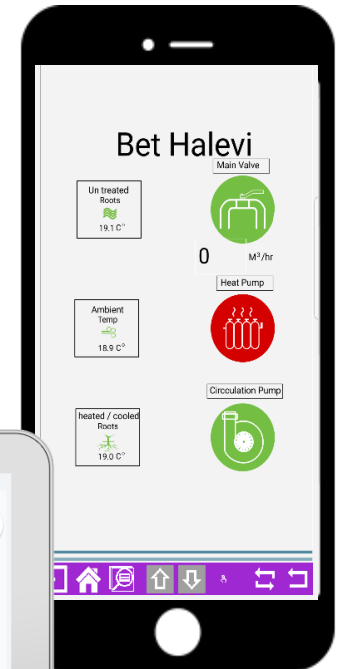 Bet Halevi
Main Valve
Un treated
Roots
19.1 C°
0 M³/hr
Heat Pump
Ambient
Temp
18.9 C°
Circculation Pump
heated / cooled
Roots
19.0 C°